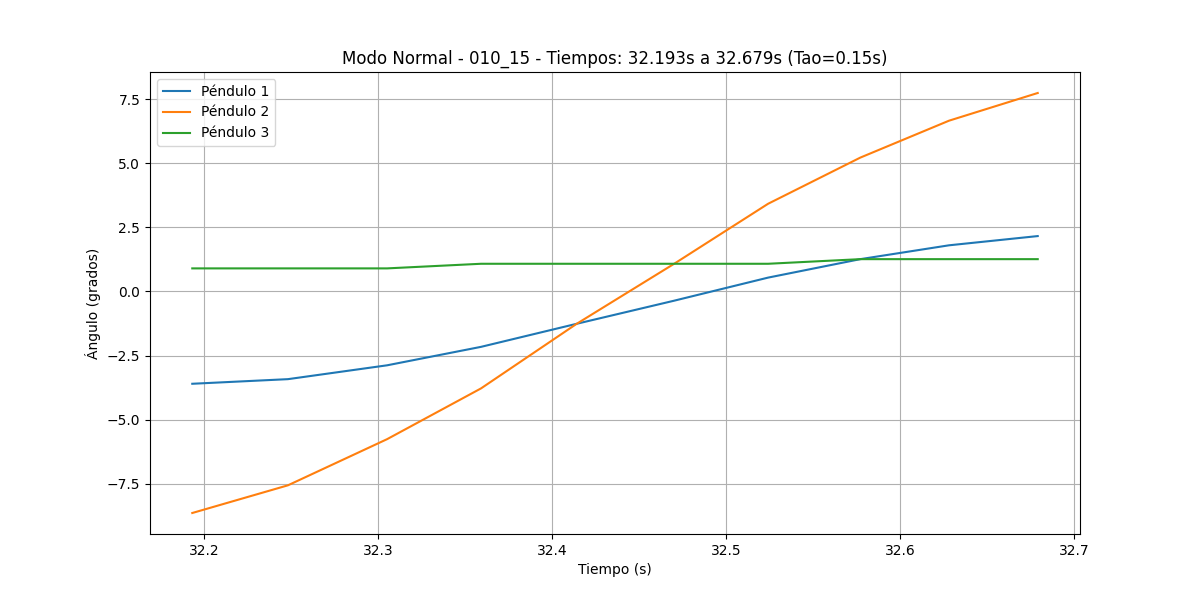 Modo Normal - 010_15 - Tiempos: 32.193s a 32.679s (Tao=0.15s)
Péndulo 1
Péndulo 2
Péndulo 3
7.5
5.0
2.5
0.0
−2.5
−5.0
−7.5
Ángulo (grados)
32.2 32.3 32.4 32.5 32.6 32.7
Tiempo (s)